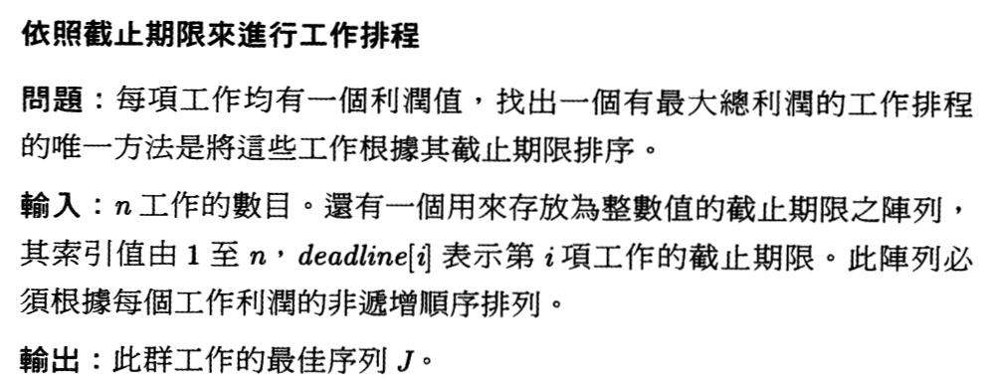 依照截止期限來進行工作排程
問題：每項工作均有一個利潤值，找出一個有最大總利潤的工作排程
的唯一方法是將這些工作根據其截止期限排序。
輸入：n 工作的數目。還有一個用來存放為整數值的截止期限之陣列，
其索引值由 1 至 n，deadline[i] 表示第 i 項工作的截止期限。此陣列必
須根據每個工作利潤的非遞增順序排列。
輸出：此群工作的最佳序列 J。